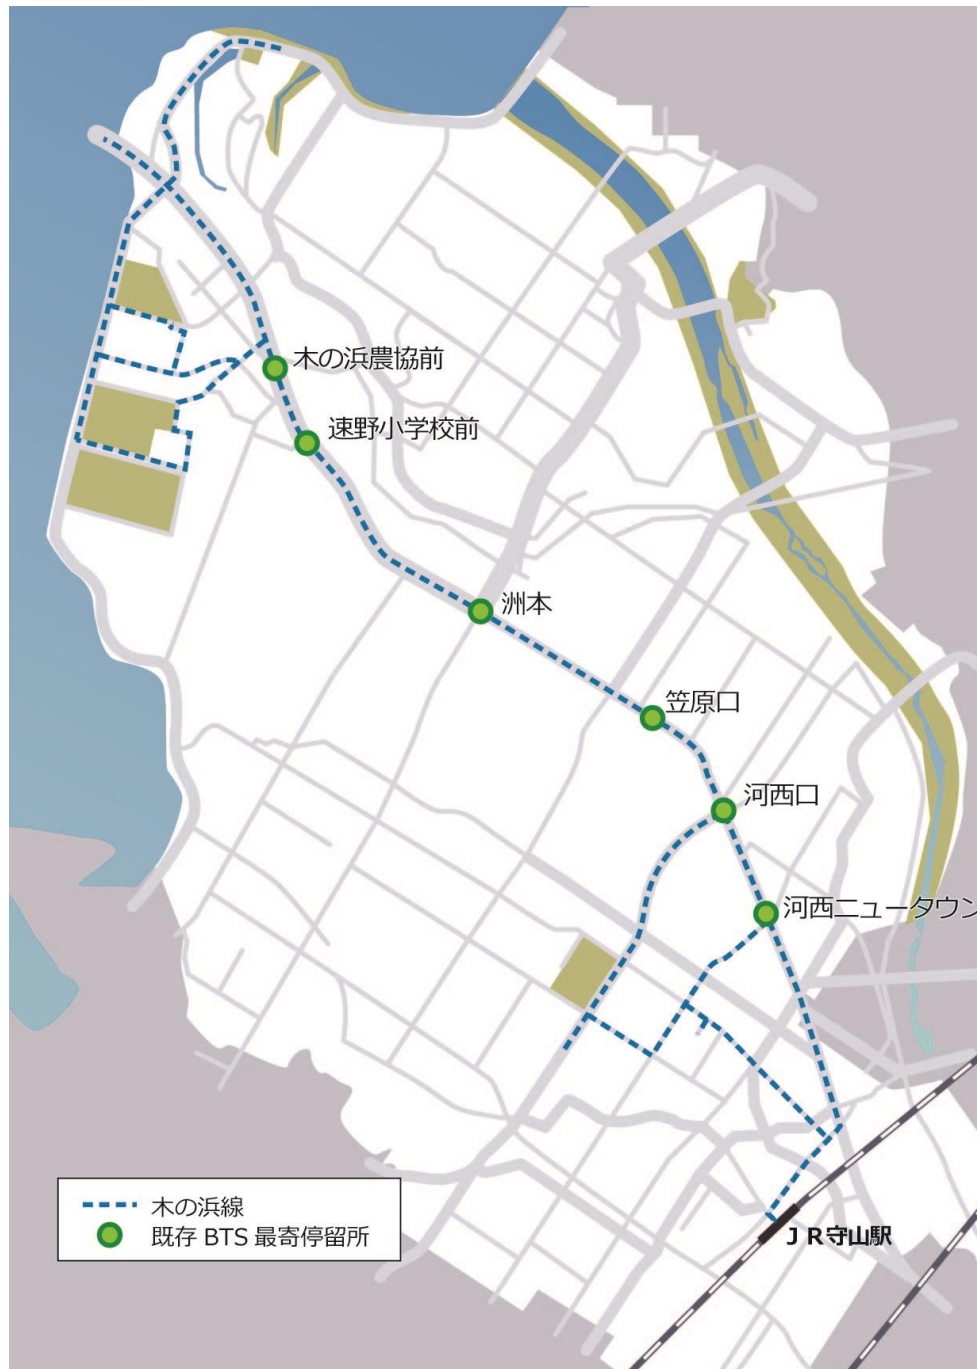 木の浜農協前
速野小学校前
洲本
笠原口
河西口
河西ニュータウン
木の浜線
既存 BTS 最寄停留所
ＪＲ守山駅